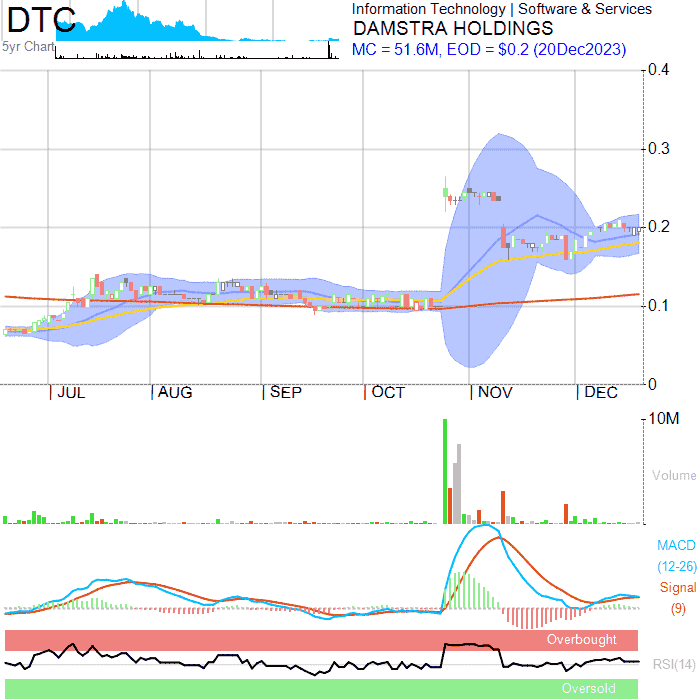 DTC
5yr Chart
Information Technology | Software & Services
DAMSTRA HOLDINGS
MC = 51.6M, EOD = $0.2 (20Dec2023)
0.4
0.3
0.2
0.1
0
JUL AUG SEP OCT NOV DEC
10M
Volume
MACD
(12-26)
Signal
(9)
Overbought
RSI(14)
Oversold